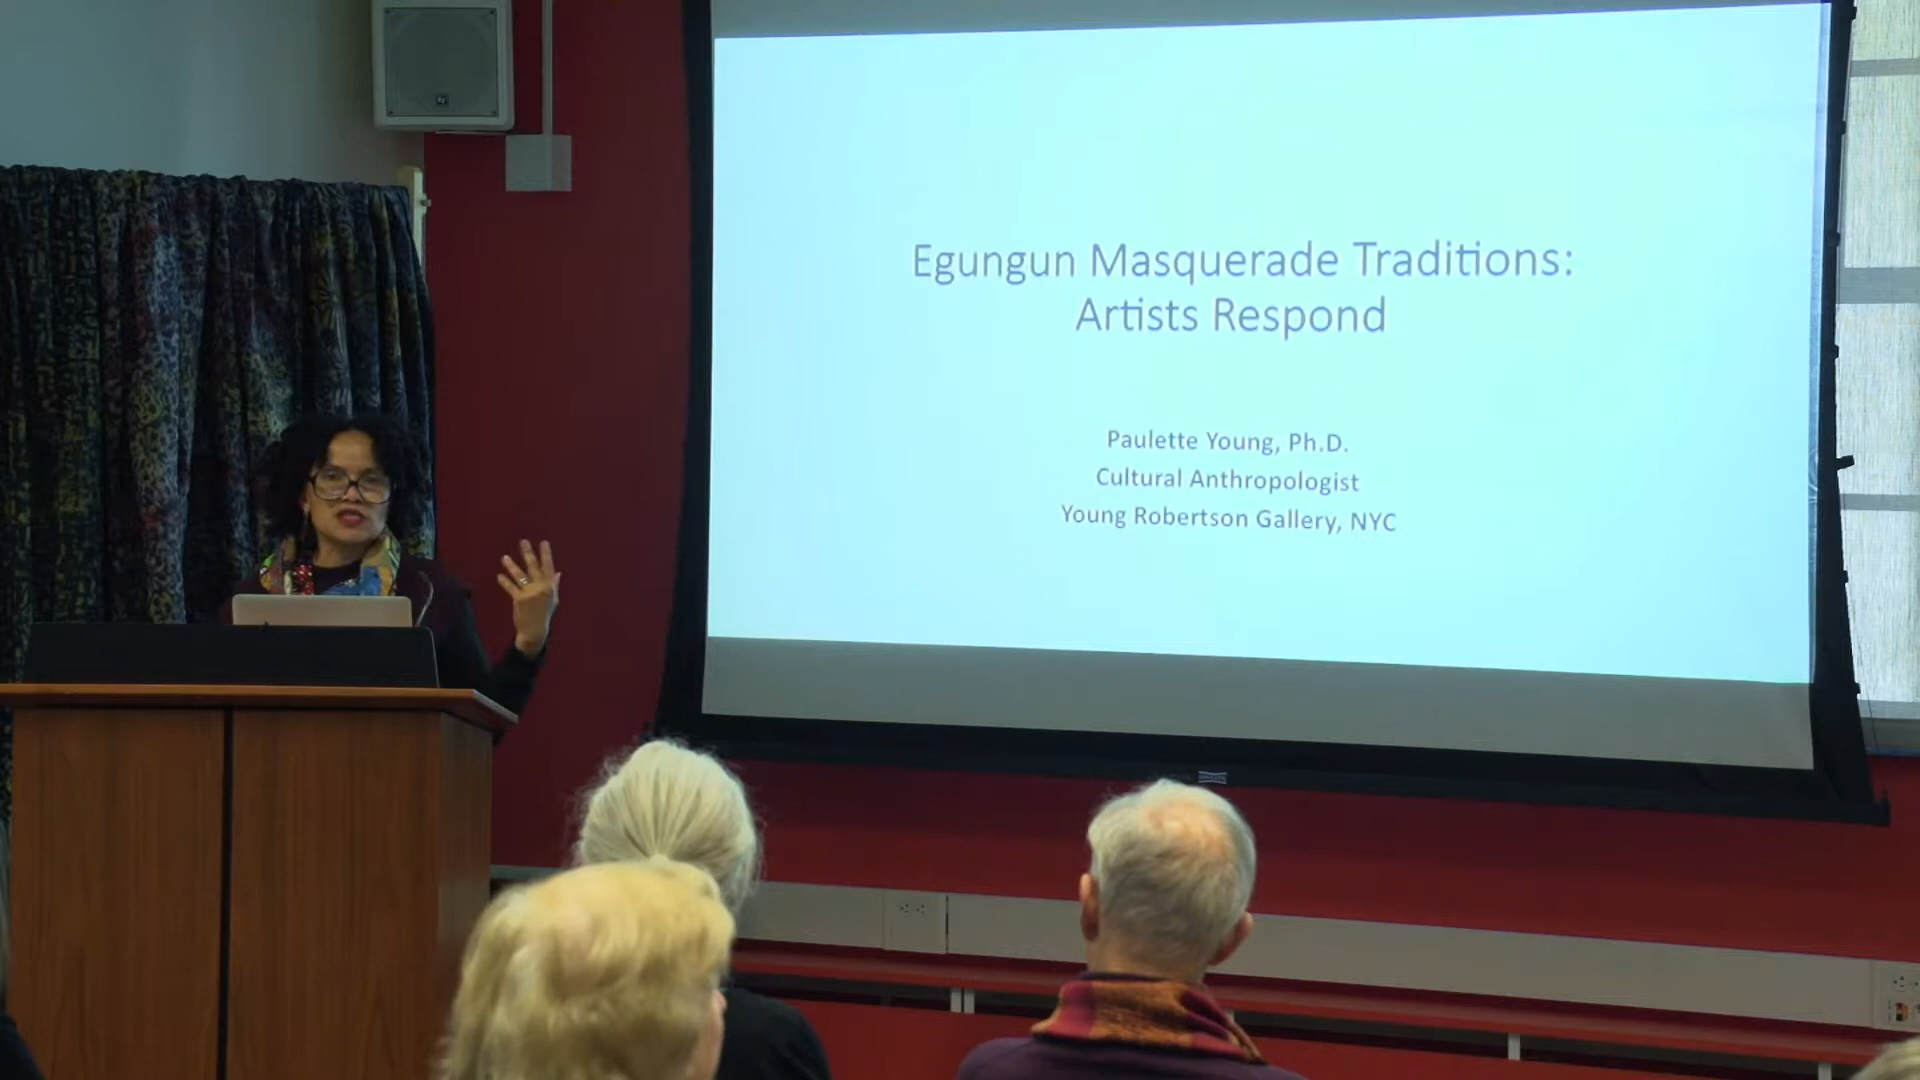 Egungun Masquerade Traditions:
Artists Respond
Paulette Young, Ph.D.
Cultural Anthropologist
Young Robertson Gallery, NYC